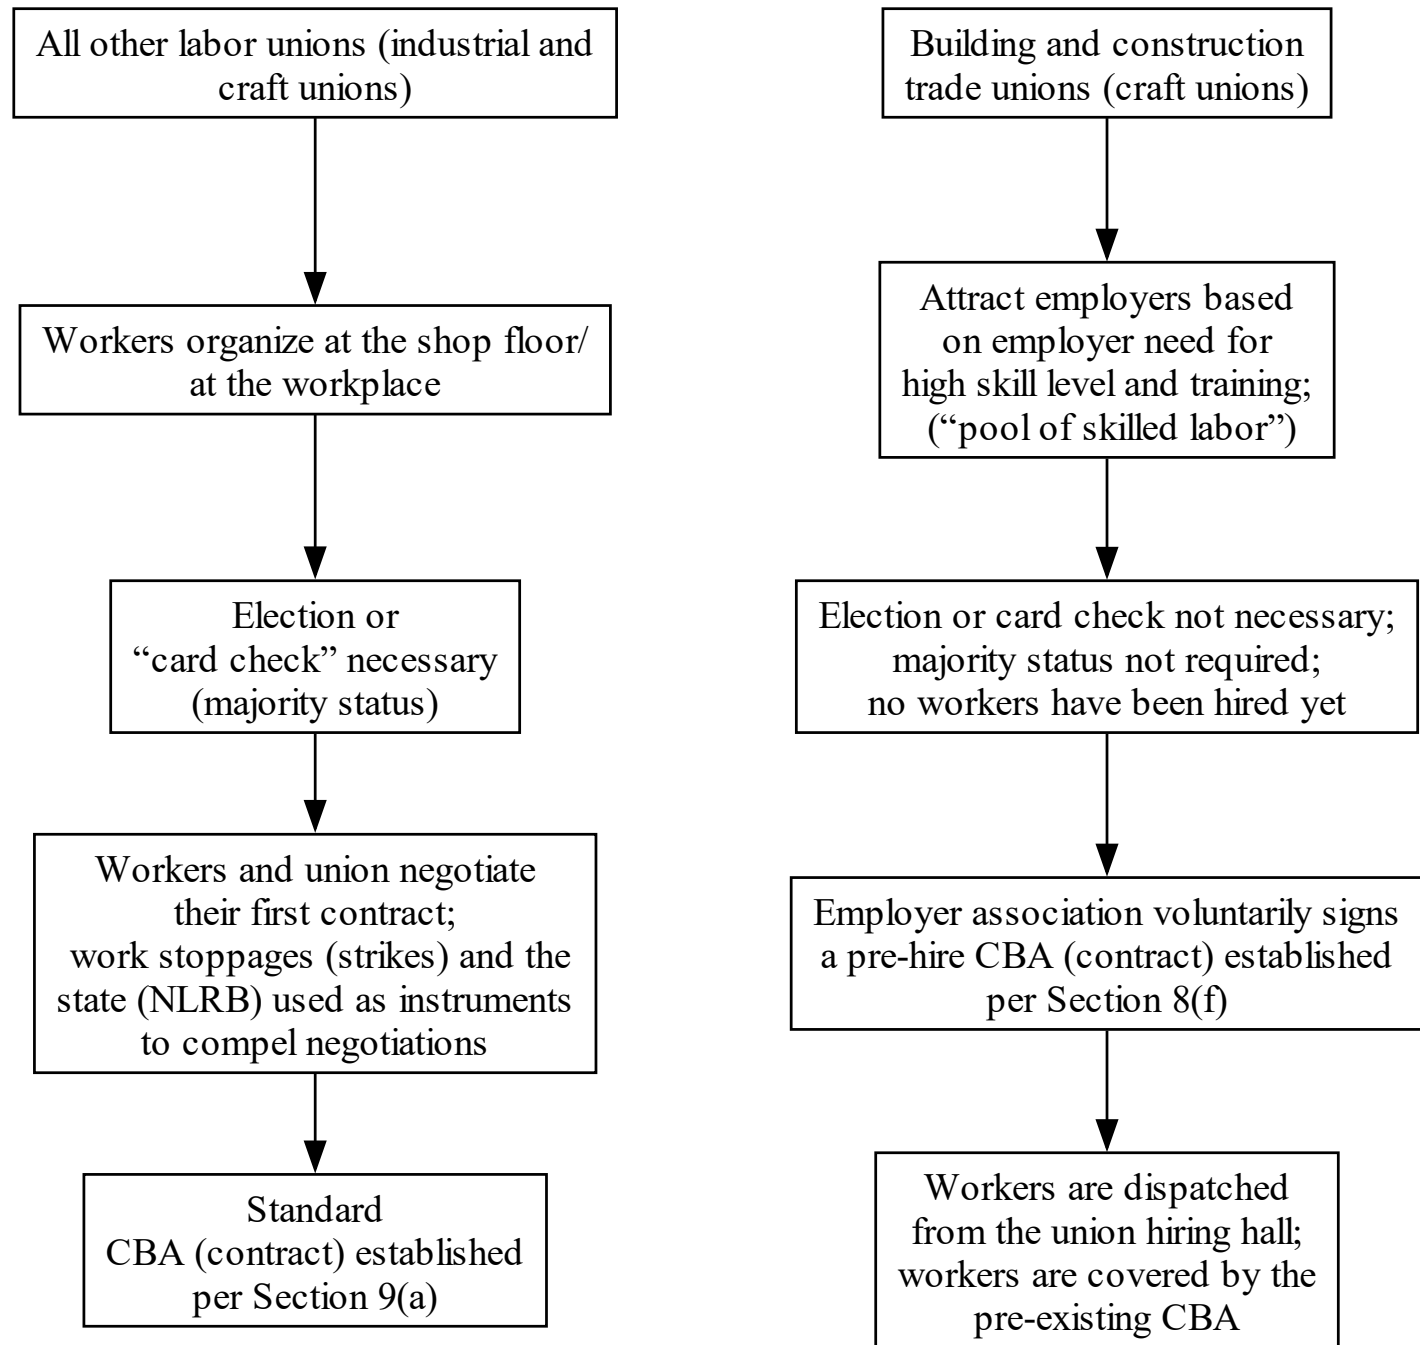 All other labor unions (industrial and
craft unions)
Workers organize at the shop floor/
at the workplace
Election or
“card check” necessary
(majority status)
Workers and union negotiate
their first contract;
work stoppages (strikes) and the
state (NLRB) used as instruments
to compel negotiations
Standard
CBA (contract) established
per Section 9(a)
Building and construction
trade unions (craft unions)
Attract employers based
on employer need for
high skill level and training;
(“pool of skilled labor”)
Election or card check not necessary;
majority status not required;
no workers have been hired yet
Employer association voluntarily signs
a pre-hire CBA (contract) established
per Section 8(f)
Workers are dispatched
from the union hiring hall;
workers are covered by the
pre-existing CBA